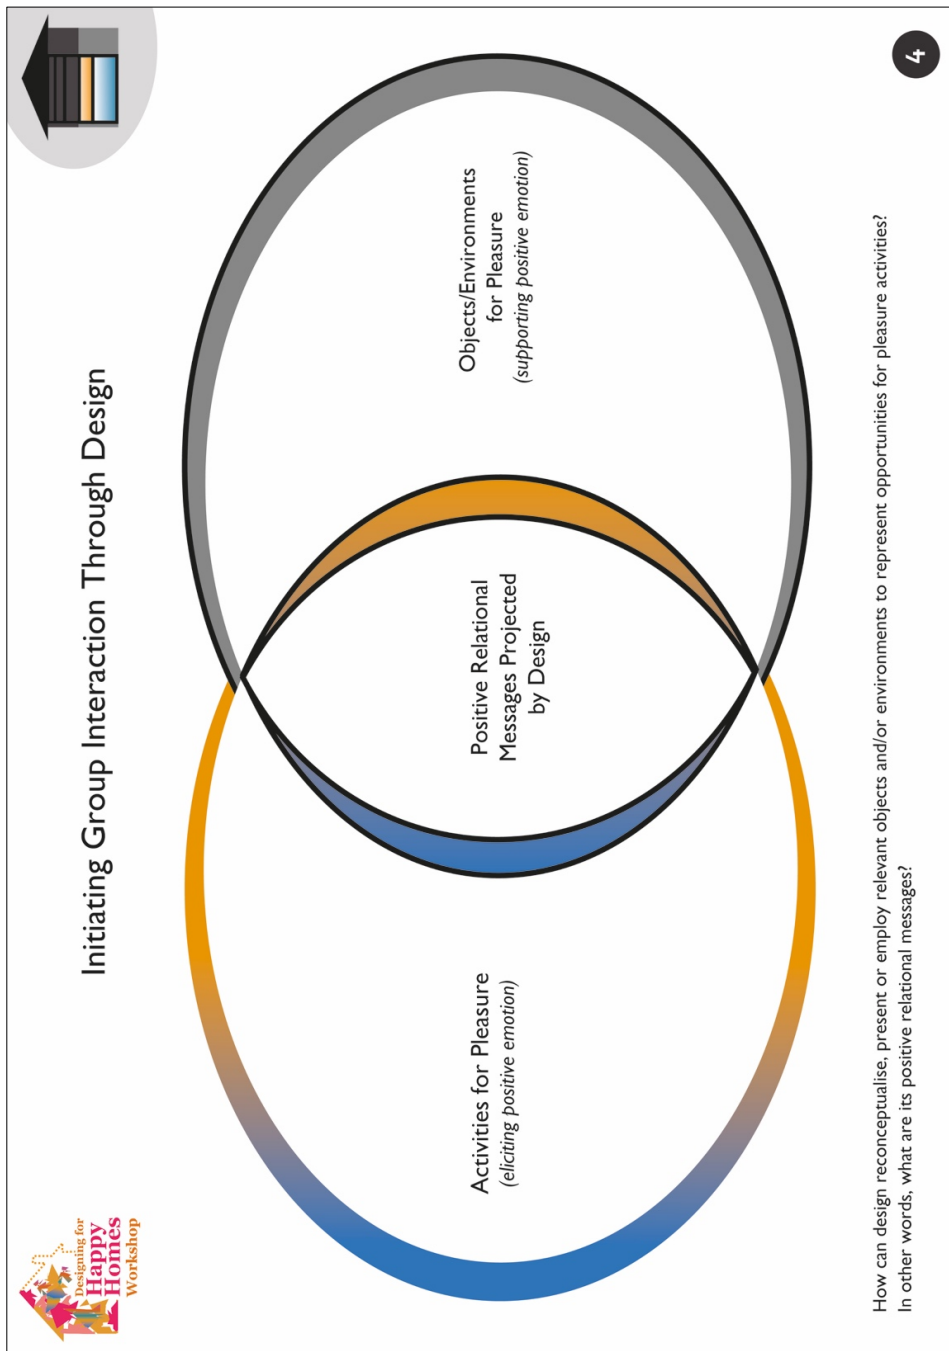 Designing for
Happy
Homes
Workshop
Initiating Group Interaction Through Design
4
Activities for Pleasure
(eliciting positive emotion)
Positive Relational
Messages Projected
by Design
Objects/Environments
for Pleasure
(supporting positive emotion)
How can design reconceptualise, present or employ relevant objects and/or environments to represent opportunities for pleasure activities?
In other words, what are its positive relational messages?